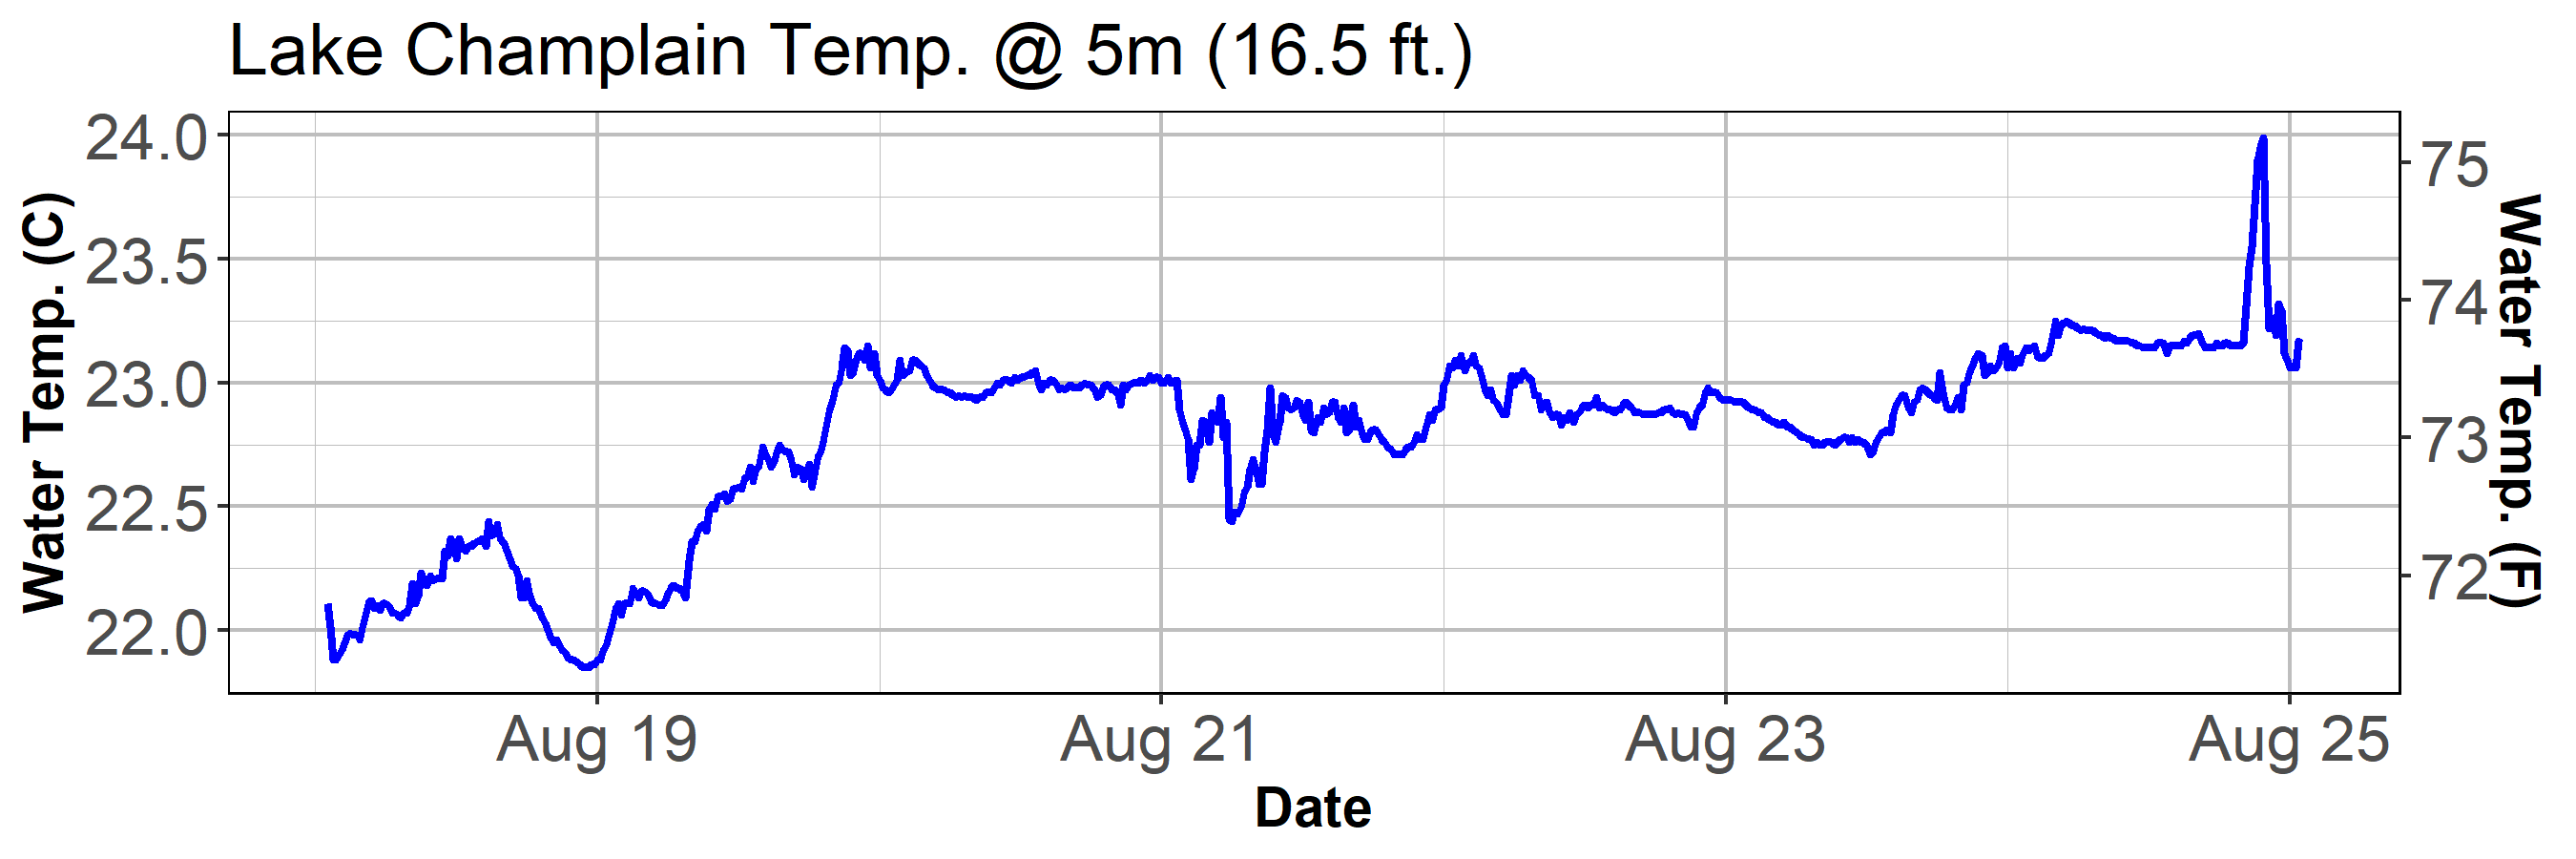 Lake Champlain Temp. @ 5m (16.5 ft.)
24.0
23.5
23.0
22.5
22.0
Water Temp. (C)
75
74
73
72
Water Temp. (F)
Aug 19
Aug 21
Aug 23
Aug 25
Date